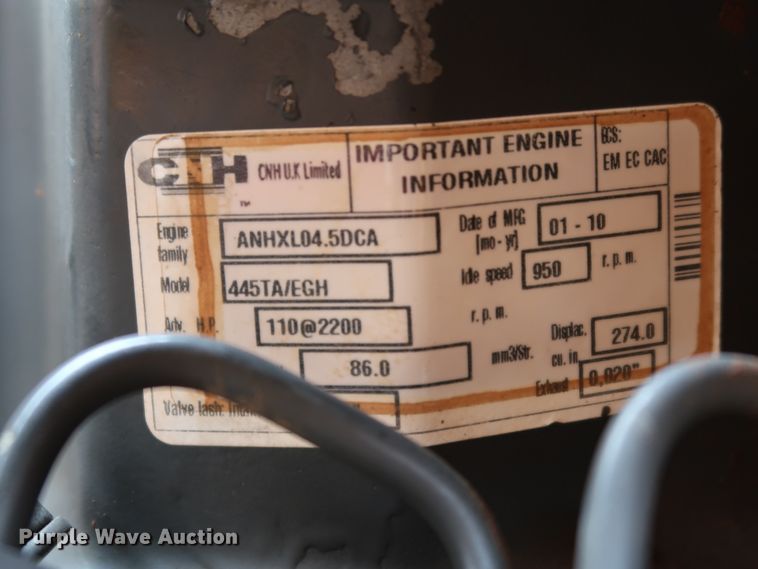 CNH CNH U.K Limited
™
IMPORTANT ENGINE
INFORMATION
ECS:
EM EC CAC
Engine family ANHXL04.5DCA
Date of MFG [mo - yr] 01 - 10
Model 445TA/EGH
Idle speed 950 r. p. m.
Adv. H.P. 110@2200 r. p. m.
Displac. cu. in. 274.0
86.0 mm3/Str.
Valve lash:
Exhaust 0,020"
Purple Wave Auction